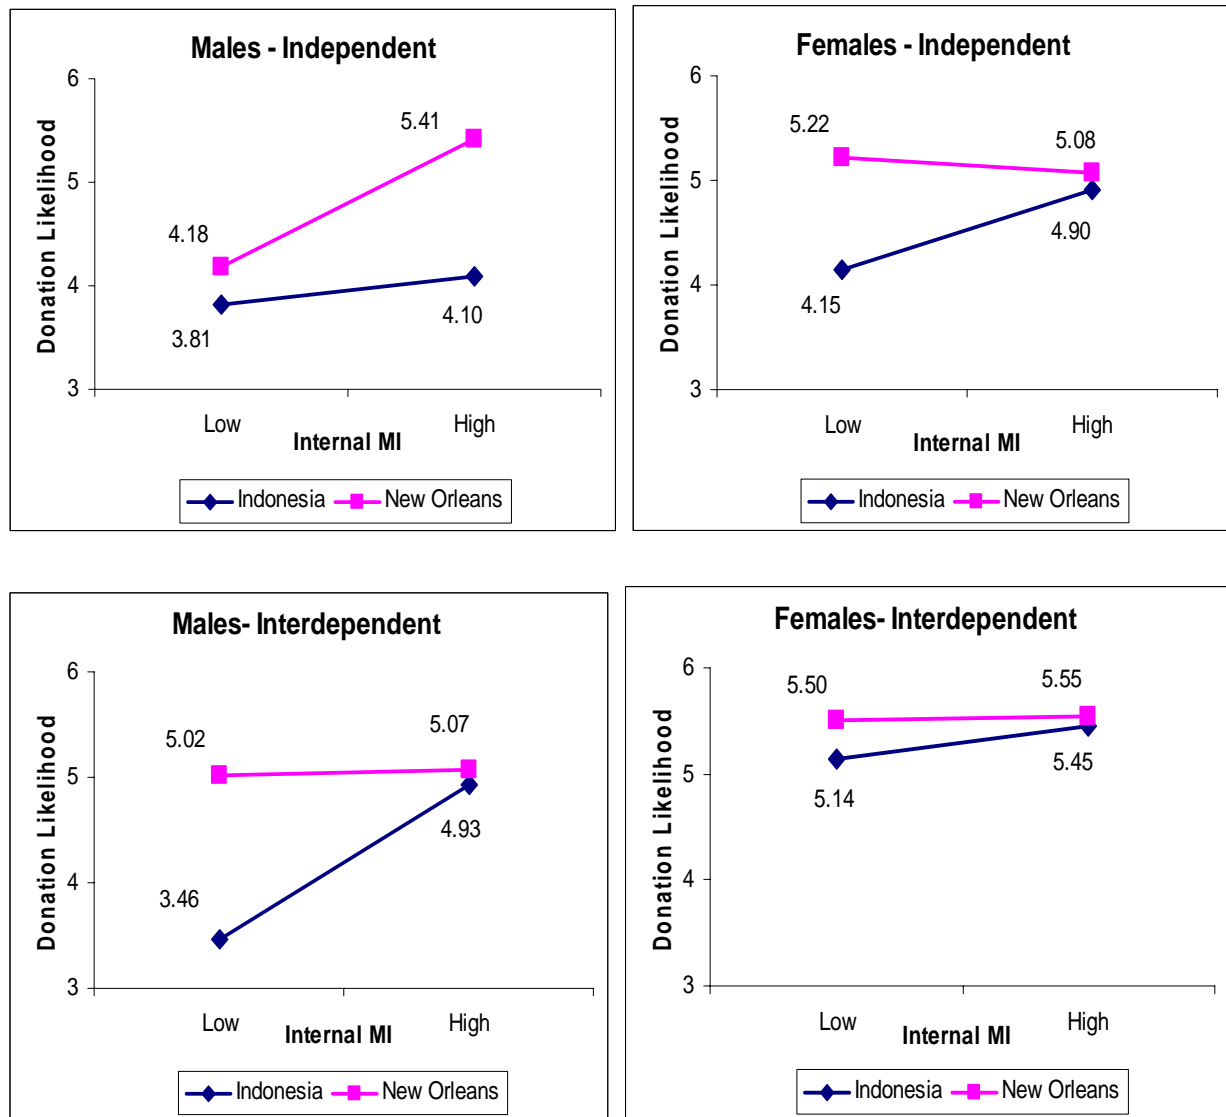 Males - Independent
6
5
4
3
Donation Likelihood
5.41
4.18
3.81
4.10
Low
High
Internal MI
Indonesia
New Orleans
Females - Independent
6
5
4
3
Donation Likelihood
5.22
5.08
4.90
4.15
Low
High
Internal MI
Indonesia
New Orleans
Males- Interdependent
6
5
4
3
Donation Likelihood
5.02
5.07
4.93
3.46
Low
High
Internal MI
Indonesia
New Orleans
Females- Interdependent
6
5
4
3
Donation Likelihood
5.50
5.55
5.14
5.45
Low
High
Internal MI
Indonesia
New Orleans